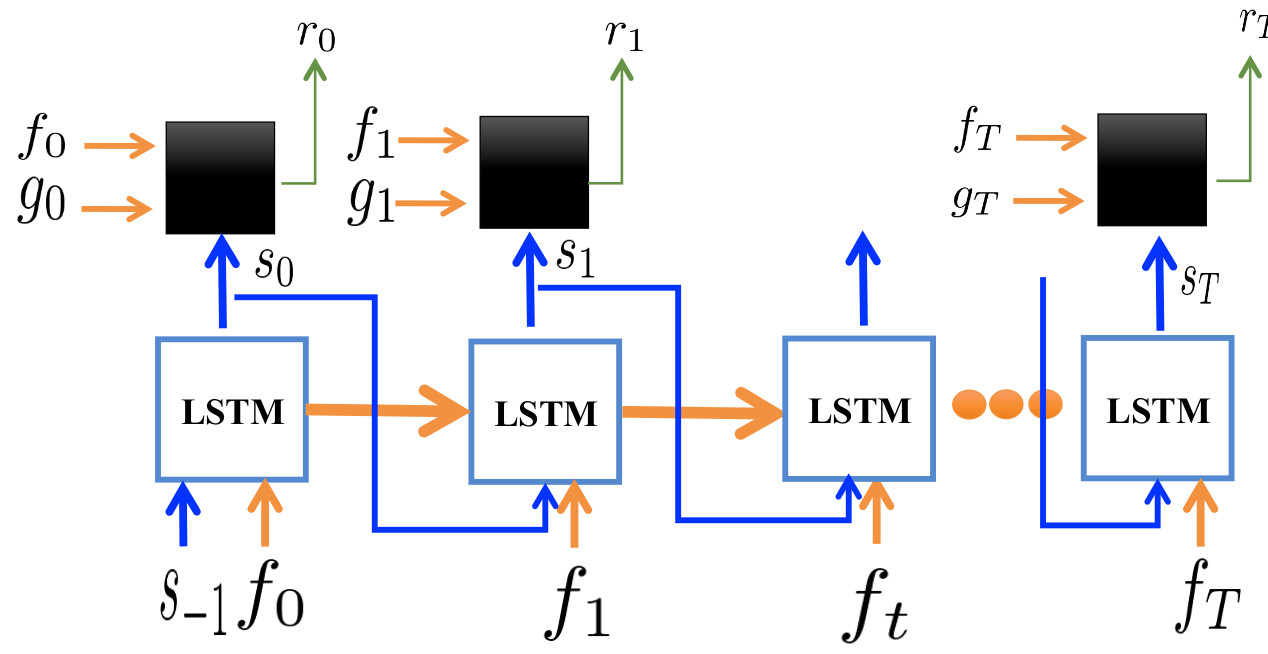 r_0 r_1 r_T
f_0 f_1 f_T
g_0 g_1 g_T
s_0 s_1 s_T
LSTM LSTM LSTM LSTM
s_{-1} f_0 f_1 f_t f_T